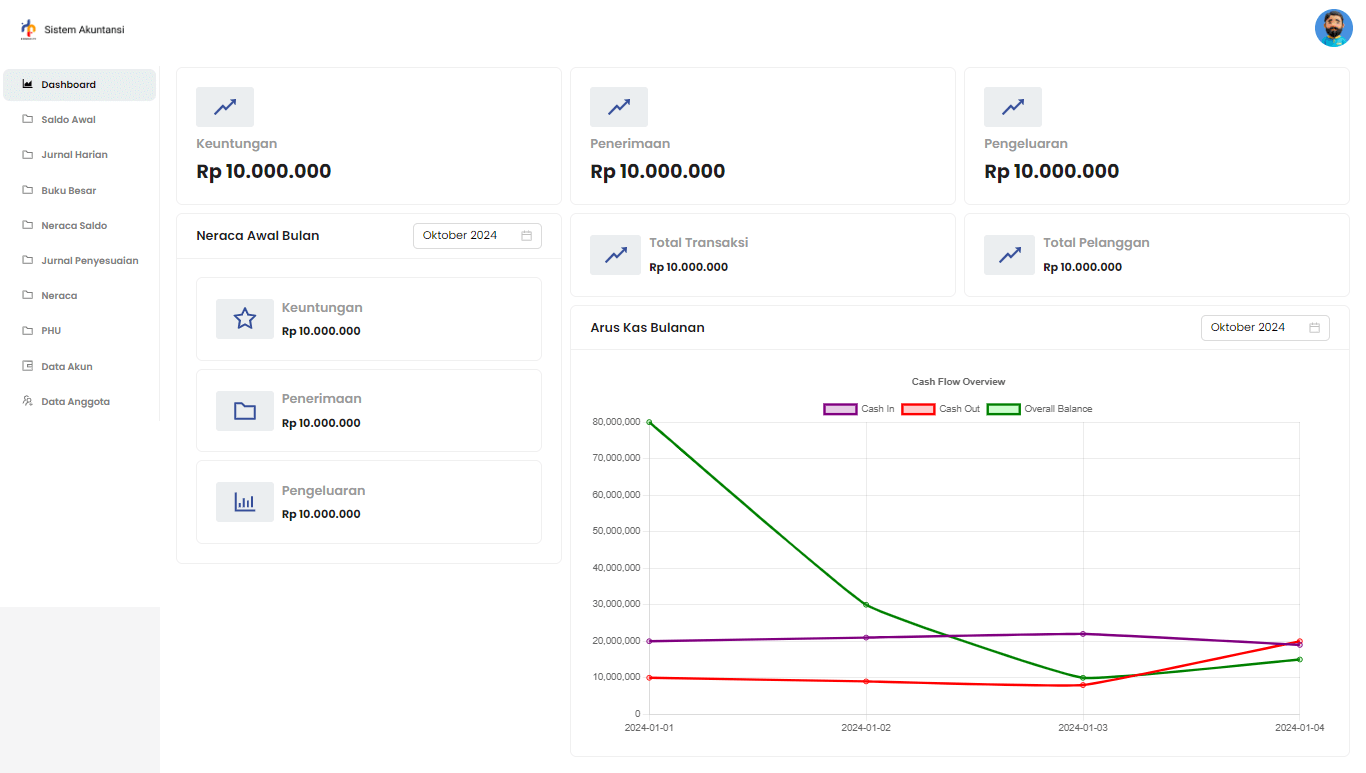 Sistem Akuntansi
Dashboard
Saldo Awal
Jurnal Harian
Buku Besar
Neraca Saldo
Jurnal Penyesuaian
Neraca
PHU
Data Akun
Data Anggota
Keuntungan
Rp 10.000.000
Penerimaan
Rp 10.000.000
Pengeluaran
Rp 10.000.000
Neraca Awal Bulan
Oktober 2024
Keuntungan
Rp 10.000.000
Penerimaan
Rp 10.000.000
Pengeluaran
Rp 10.000.000
Total Transaksi
Rp 10.000.000
Total Pelanggan
Rp 10.000.000
Arus Kas Bulanan
Oktober 2024
Cash Flow Overview
Cash In Cash Out Overall Balance
80,000,000
70,000,000
60,000,000
50,000,000
40,000,000
30,000,000
20,000,000
10,000,000
0
2024-01-01 2024-01-02 2024-01-03 2024-01-04